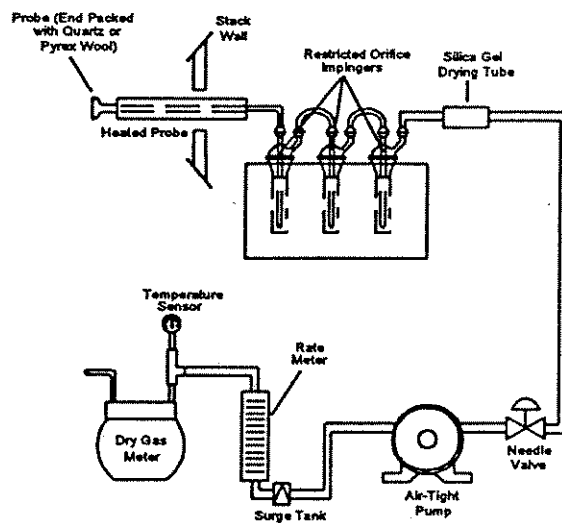 Probe (End Packed
with Quartz or
Pyrex Wool)
Stack
Wall
Restricted Orifice
Impingers
Silica Gel
Drying Tube
Heated Probe
Temperature
Sensor
Rate
Meter
Dry Gas
Meter
Surge Tank
Air-Tight
Pump
Needle
Valve